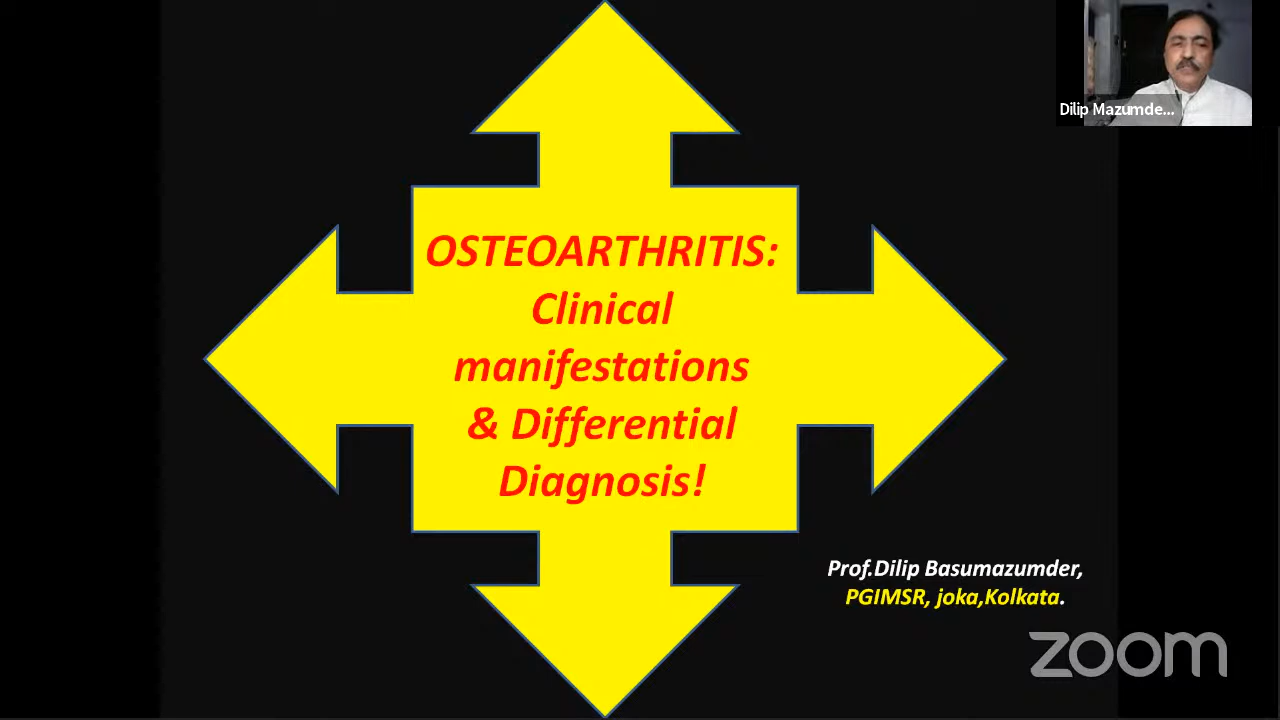 Dilip Mazumde...
OSTEOARTHRITIS:
Clinical
manifestations
& Differential
Diagnosis!
Prof.Dilip Basumazumder,
PGIMSR, joka,Kolkata.
zoom